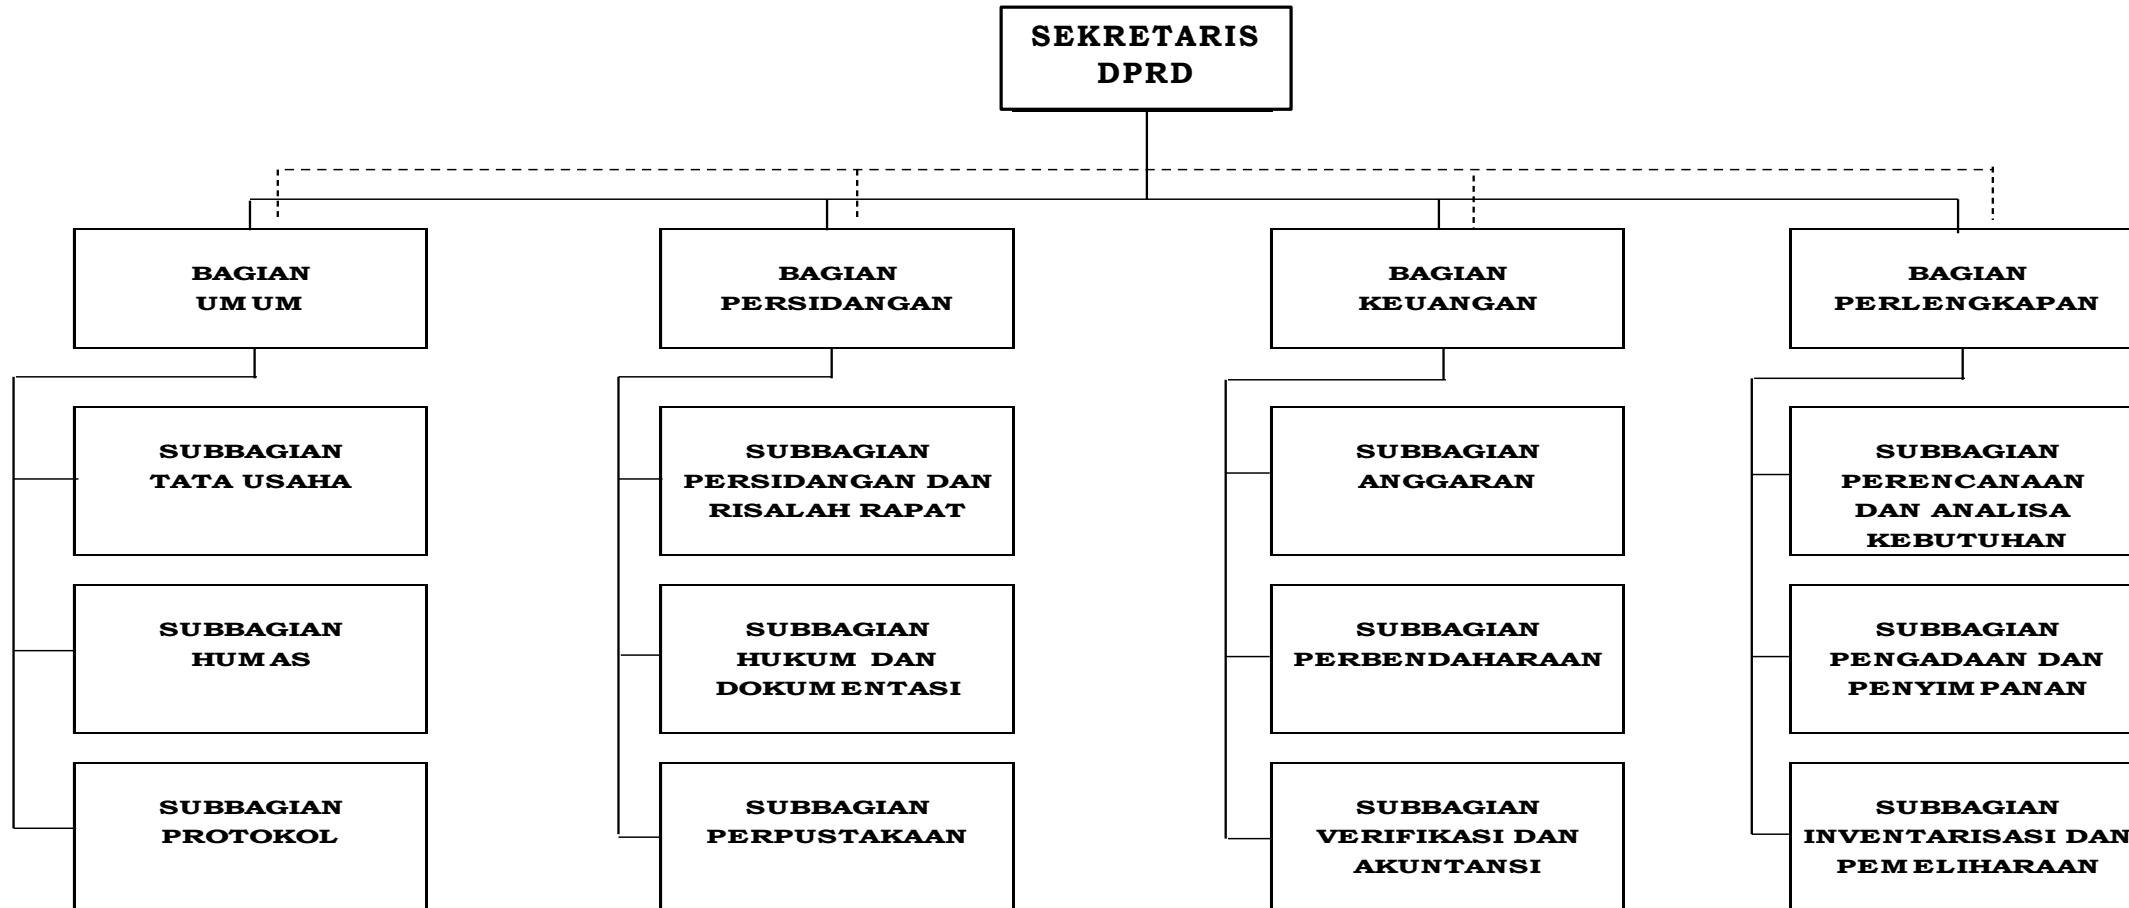 SEKRETARIS
DPRD
BAGIAN
UMUM
BAGIAN
PERSIDANGAN
BAGIAN
KEUANGAN
BAGIAN
PERLENGKAPAN
SUBBAGIAN
TATA USAHA
SUBBAGIAN
PERSIDANGAN DAN
RISALAH RAPAT
SUBBAGIAN
ANGGARAN
SUBBAGIAN
PERENCANAAN
DAN ANALISA
KEBUTUHAN
SUBBAGIAN
HUMAS
SUBBAGIAN
HUKUM DAN
DOKUMENTASI
SUBBAGIAN
PERBENDAHARAAN
SUBBAGIAN
PENGADAAN DAN
PENYIMPANAN
SUBBAGIAN
PROTOKOL
SUBBAGIAN
PERPUSTAKAAN
SUBBAGIAN
VERIFIKASI DAN
AKUNTANSI
SUBBAGIAN
INVENTARISASI DAN
PEMELIHARAAN